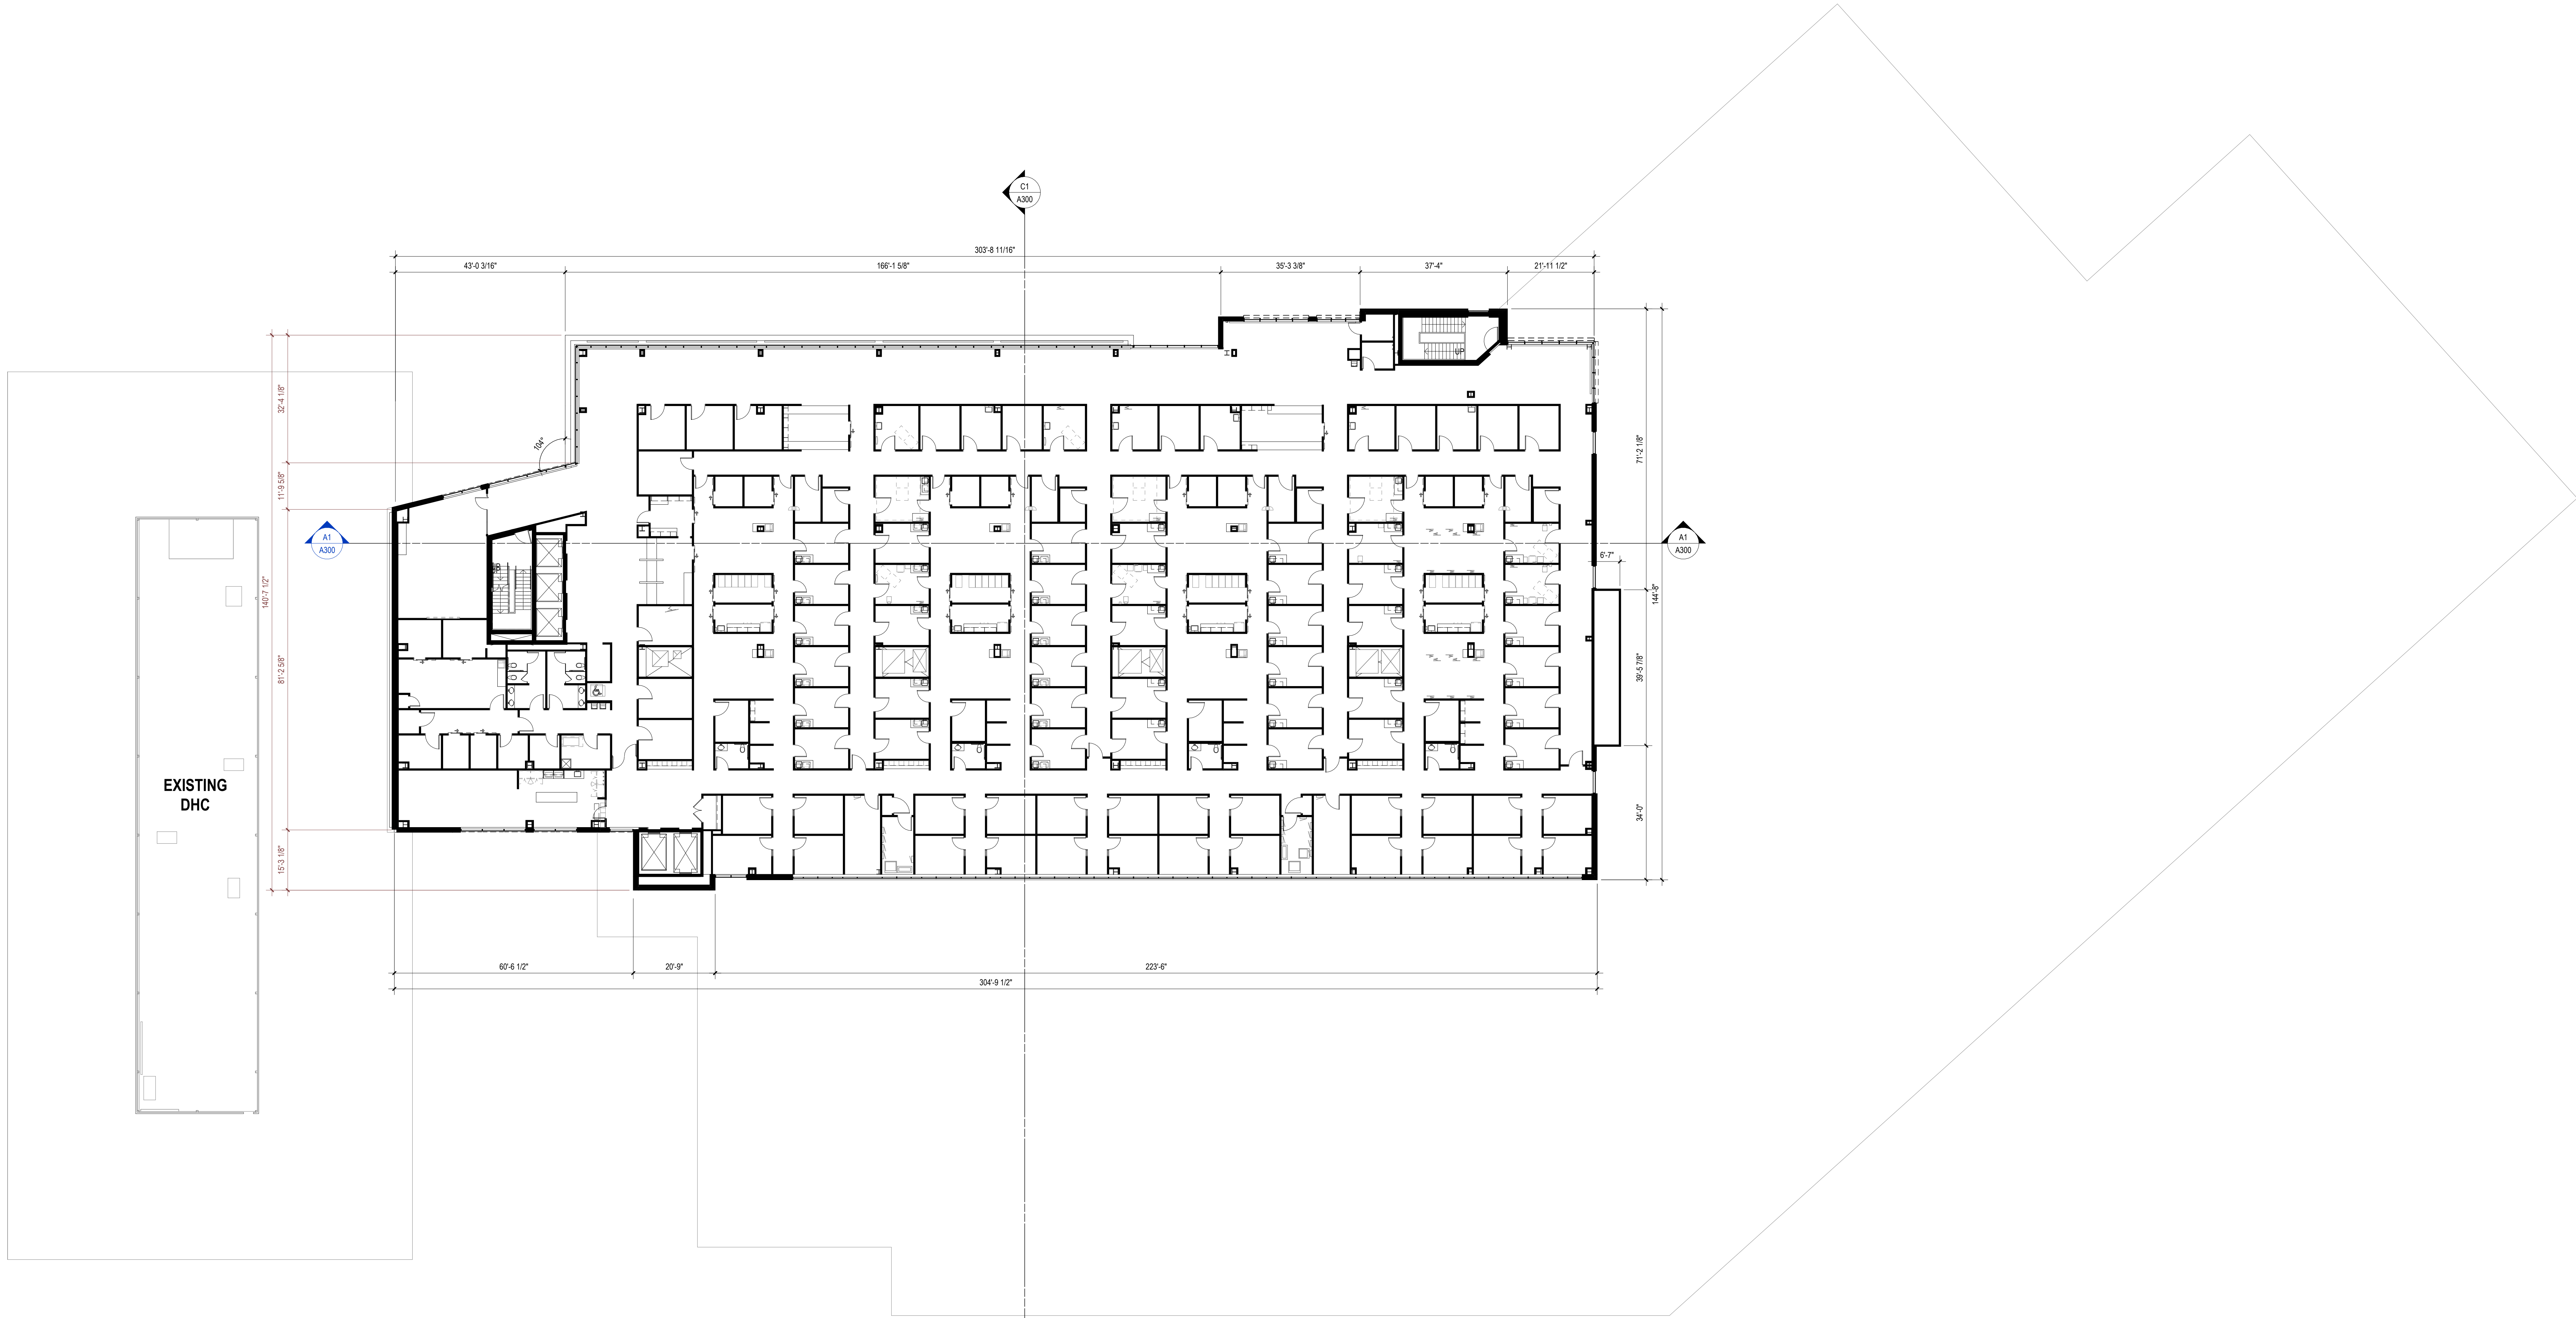 C1
A300
303'-8 11/16"
43'-0 3/16"
166'-1 5/8"
35'-3 3/8"
37'-4"
21'-11 1/2"
UP
32'-4 1/8"
104°
11'-9 5/8"
71'-2 1/8"
140'-7 1/2"
A1
A300
A1
A300
6'-7"
144'-8"
UP
81'-2 5/8"
39'-5 7/8"
EXISTING
DHC
34'-0"
15'-3 1/8"
60'-6 1/2"
20'-9"
223'-6"
304'-9 1/2"